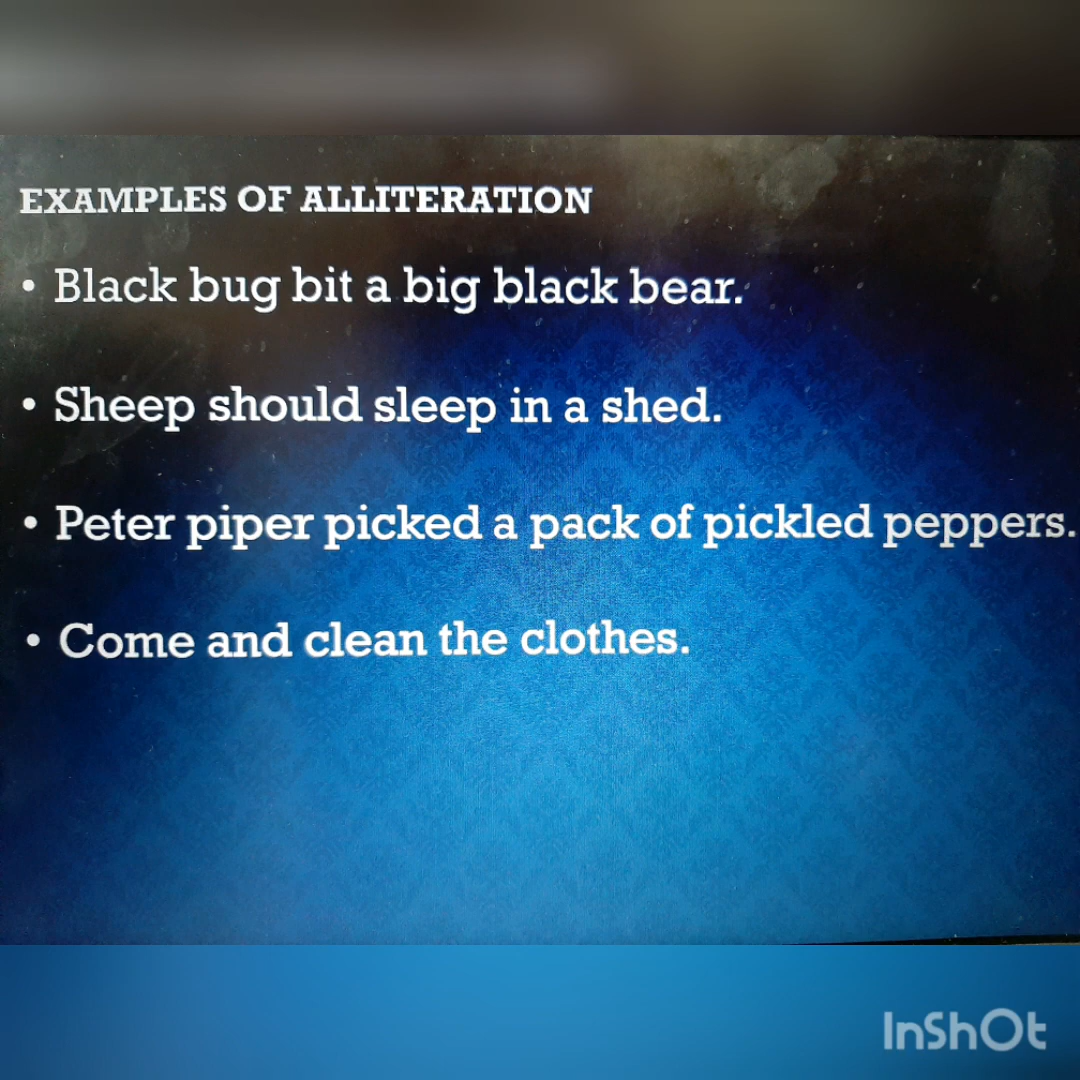 EXAMPLES OF ALLITERATION
• Black bug bit a big black bear.
• Sheep should sleep in a shed.
• Peter piper picked a pack of pickled peppers.
• Come and clean the clothes.
InShOt